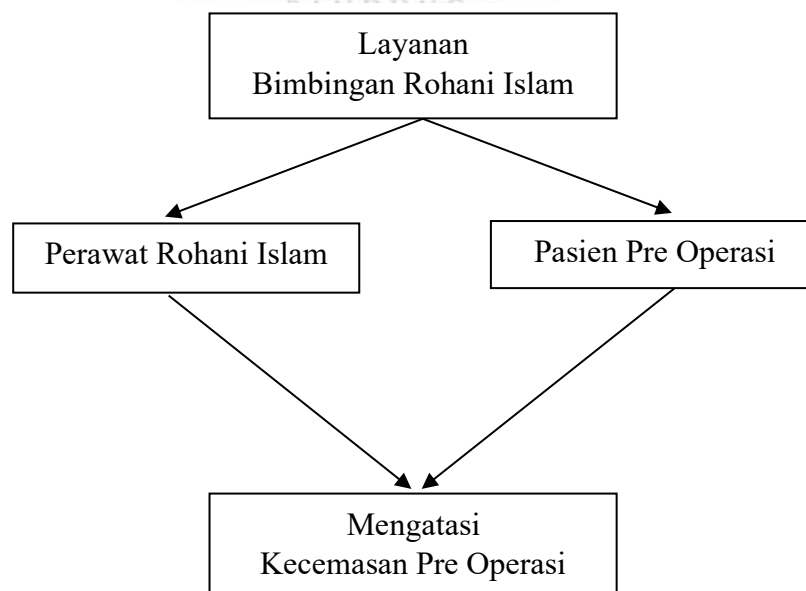 Layanan
Bimbingan Rohani Islam
Perawat Rohani Islam
Pasien Pre Operasi
Mengatasi
Kecemasan Pre Operasi